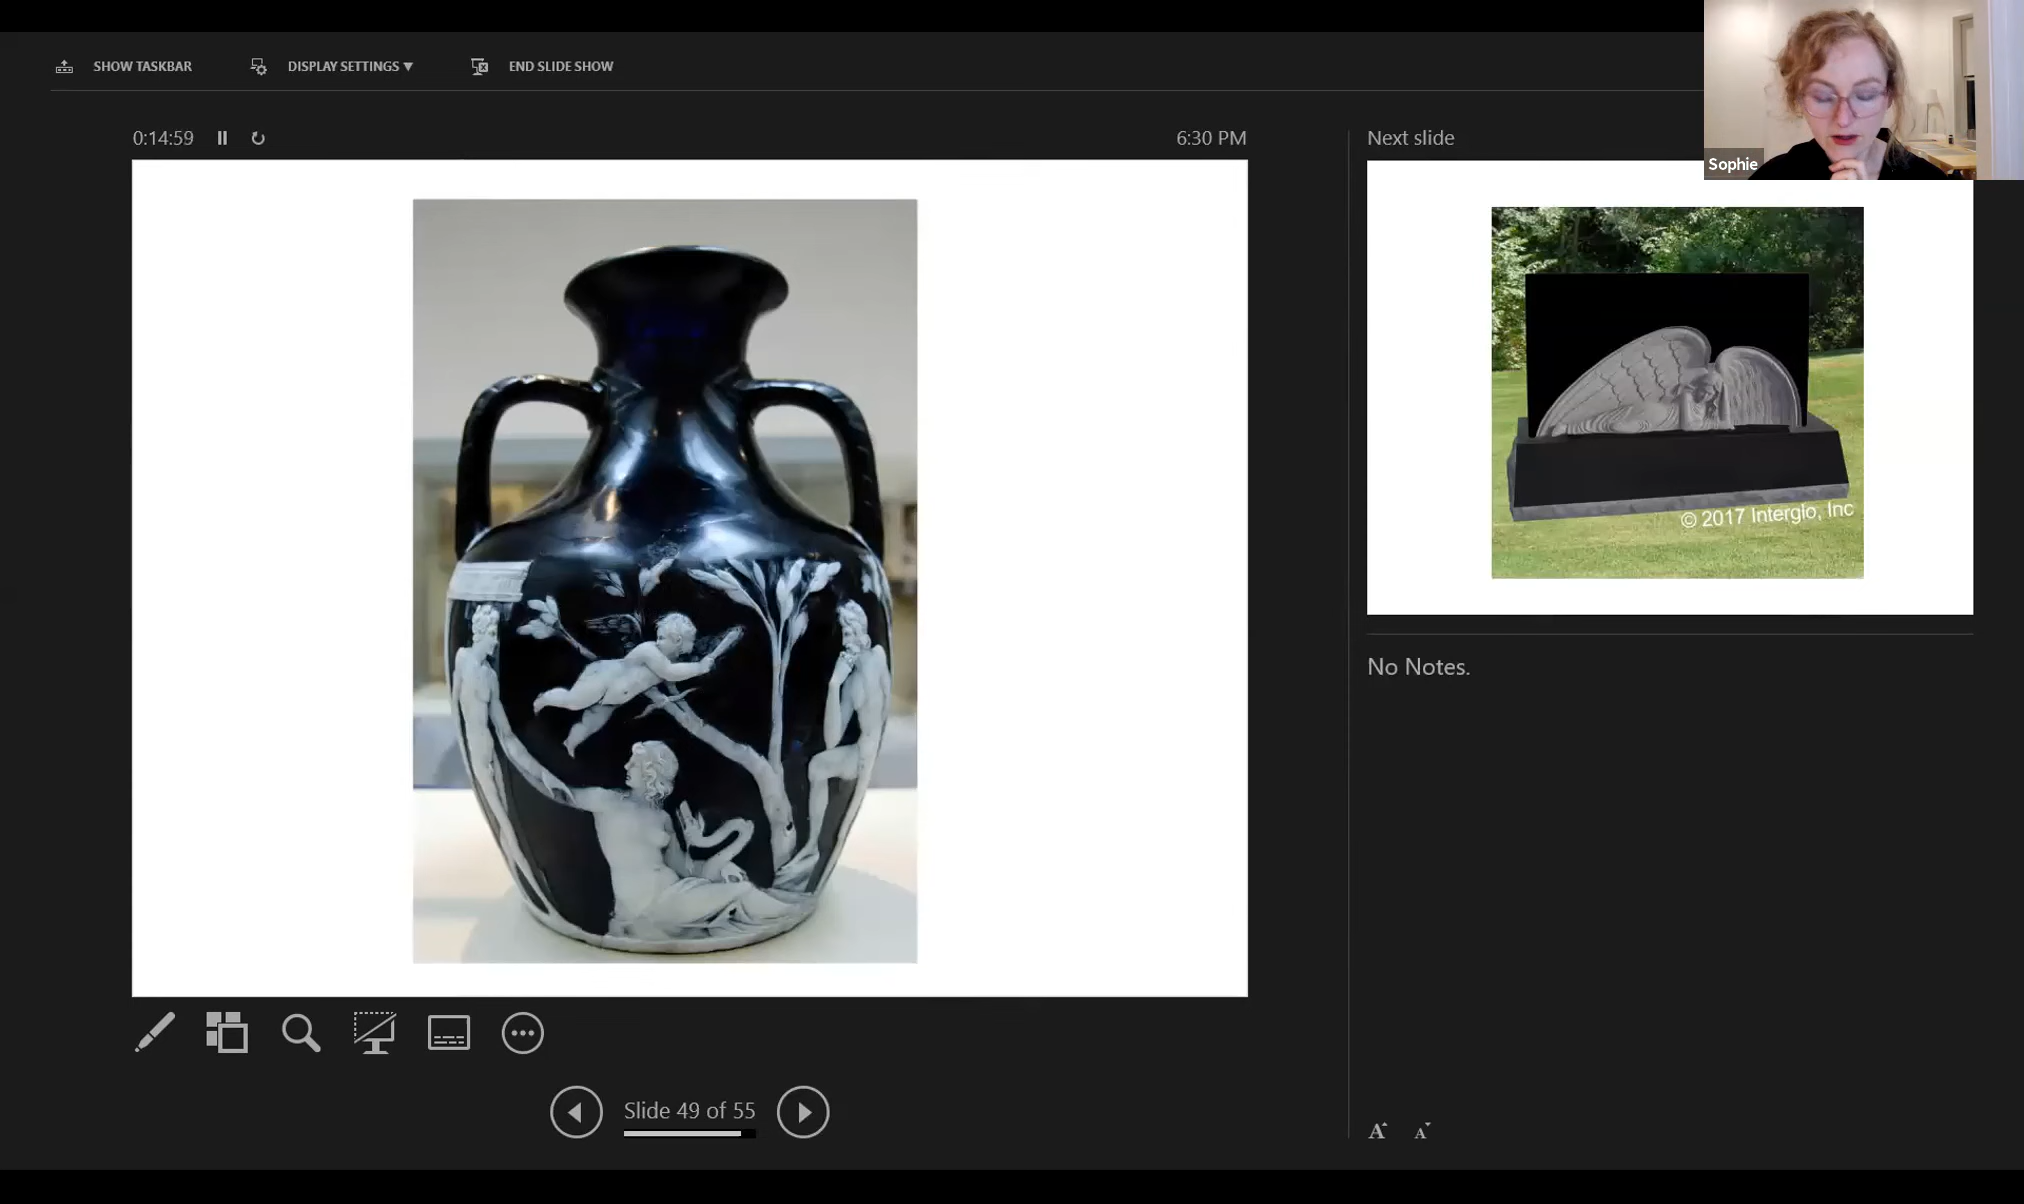 SHOW TASKBAR
DISPLAY SETTINGS ▼
END SLIDE SHOW
Sophie
0:14:59
6:30 PM
Next slide
© 2017 Interglo, Inc
No Notes.
Slide 49 of 55
A A